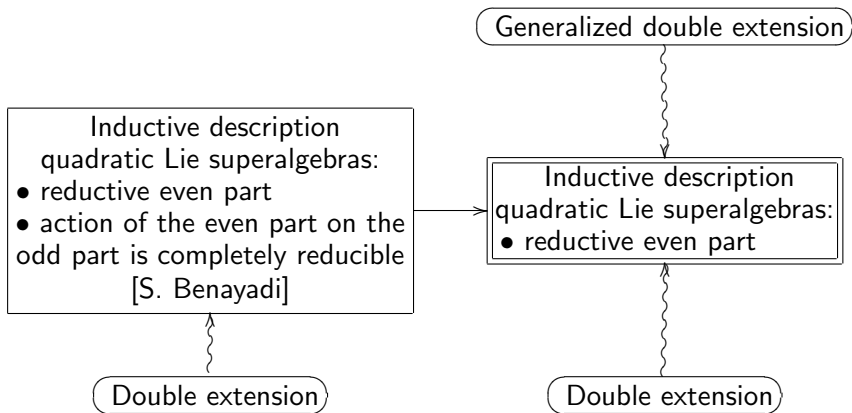 Generalized double extension
Inductive description
quadratic Lie superalgebras:
• reductive even part
• action of the even part on the
odd part is completely reducible
[S. Benayadi]
Inductive description
quadratic Lie superalgebras:
• reductive even part
Double extension
Double extension